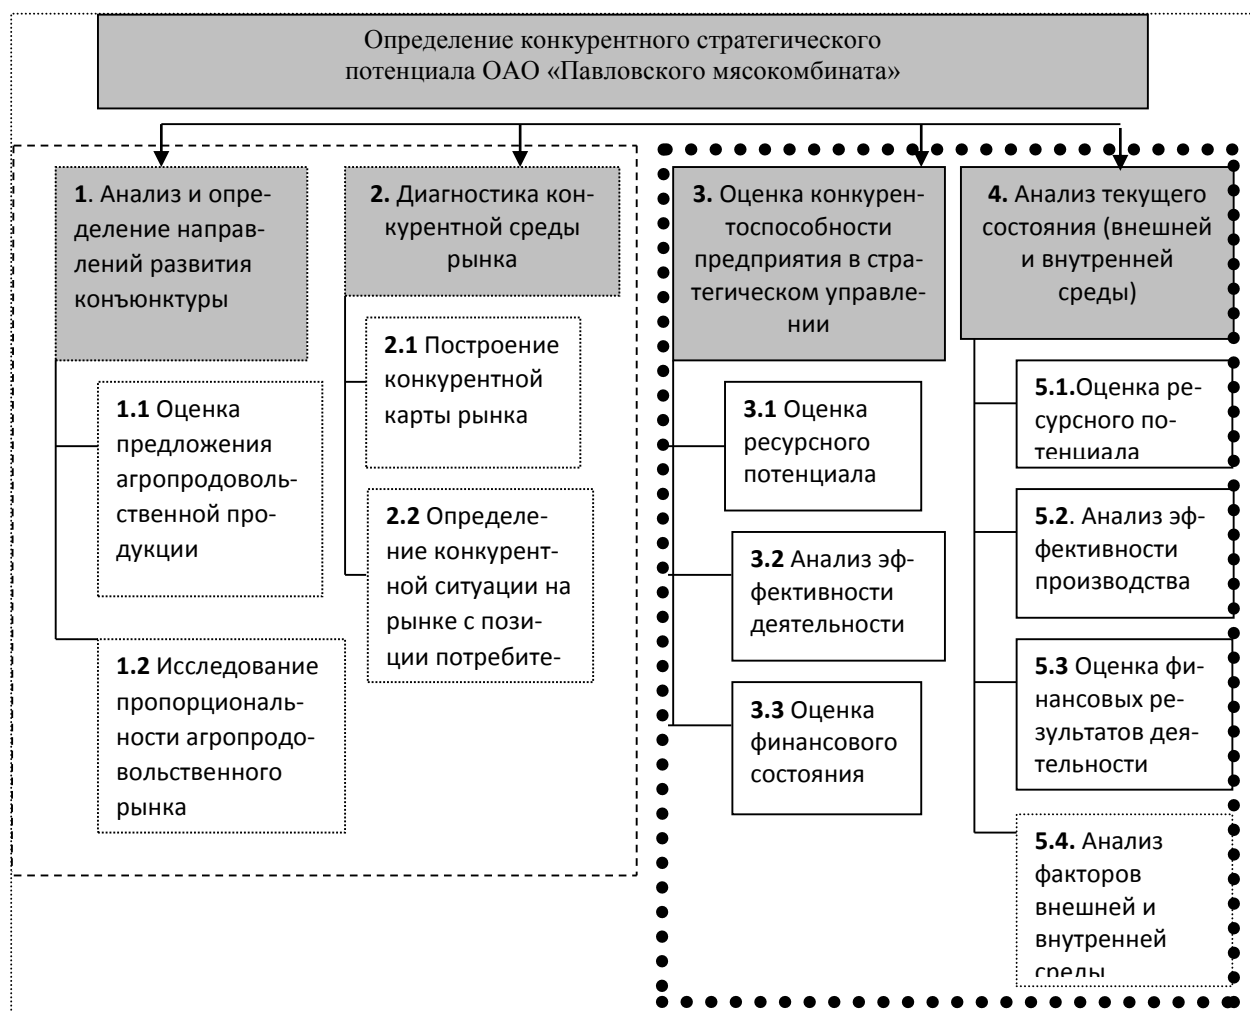 Определение конкурентного стратегического
потенциала ОАО «Павловского мясокомбината»
1. Анализ и опре-
деление направ-
лений развития
конъюнктуры
1.1 Оценка
предложения
агропродоволь-
ственной про-
дукции
1.2 Исследование
пропорциональ-
ности агропродо-
вольственного
рынка
2. Диагностика кон-
курентной среды
рынка
2.1 Построение
конкурентной
карты рынка
2.2 Определе-
ние конкурент-
ной ситуации на
рынке с пози-
ции потребите-
3. Оценка конкурен-
тоспособности
предприятия в стра-
тегическом управле-
нии
3.1 Оценка
ресурсного
потенциала
3.2 Анализ эф-
фективности
деятельности
3.3 Оценка
финансового
состояния
4. Анализ текущего
состояния (внешней
и внутренней
среды)
5.1.Оценка ре-
сурсного по-
тенциала
5.2. Анализ эф-
фективности
производства
5.3 Оценка фи-
нансовых ре-
зультатов дея-
тельности
5.4. Анализ
факторов
внешней и
внутренней
среды